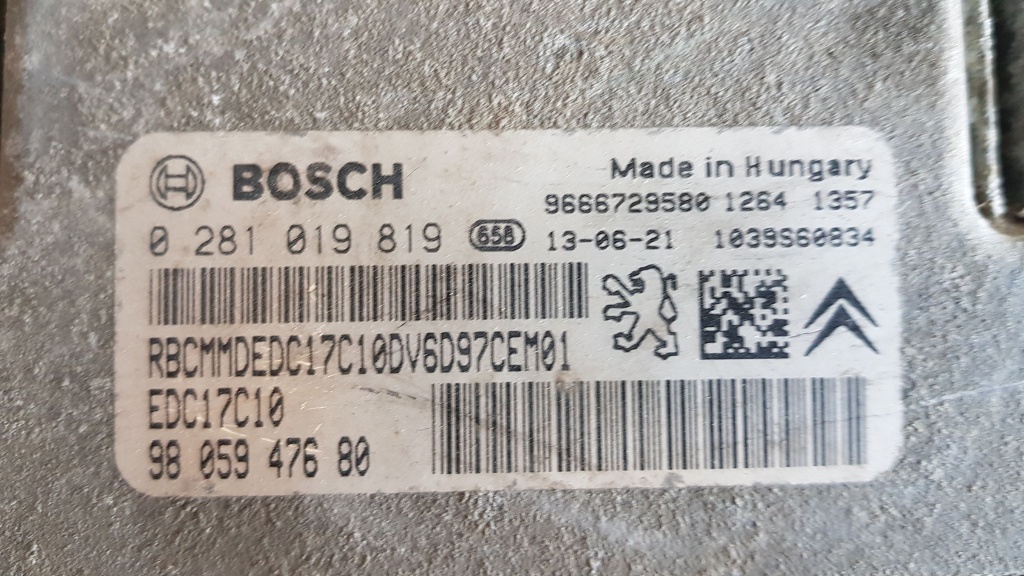 BOSCH
Made in Hungary
9666729580 1264 1357
0 281 019 819 658 13-06-21 1039S60834
RBCMMDEDC17C10DV6D97CEM01
EDC17C10
98 059 476 80